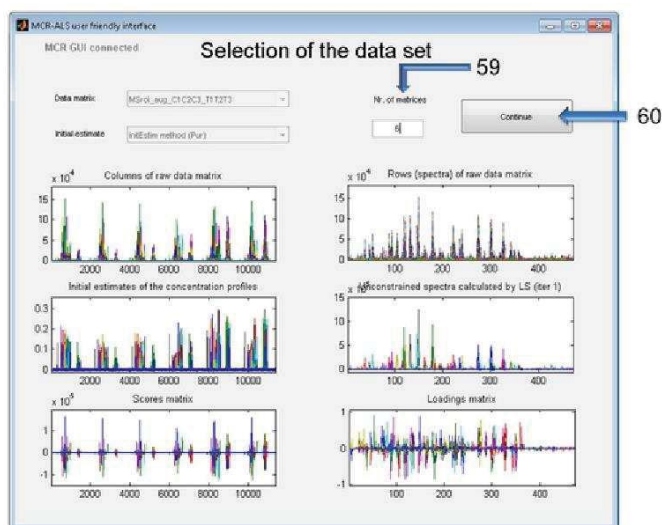 MCR-ALS user friendly interface
MCR GUI connected
Selection of the data set
59
Data matrix
MSroi_aug_C1C2C3_T1T2T3
Nr. of matrices
Initial estimate
InitEstim method (Pur)
6
Continue
60
x 10^4
Columns of raw data matrix
15
10
5
0
2000 4000 6000 8000 10000
x 10^4
Rows (spectra) of raw data matrix
15
10
5
0
100 200 300 400
Initial estimates of the concentration profiles
0.3
0.2
0.1
0
2000 4000 6000 8000 10000
Unconstrained spectra calculated by LS (iter 1)
15
10
5
0
100 200 300 400
x 10^5
Scores matrix
1
0
-1
2000 4000 6000 8000 10000
Loadings matrix
1
0
-1
100 200 300 400